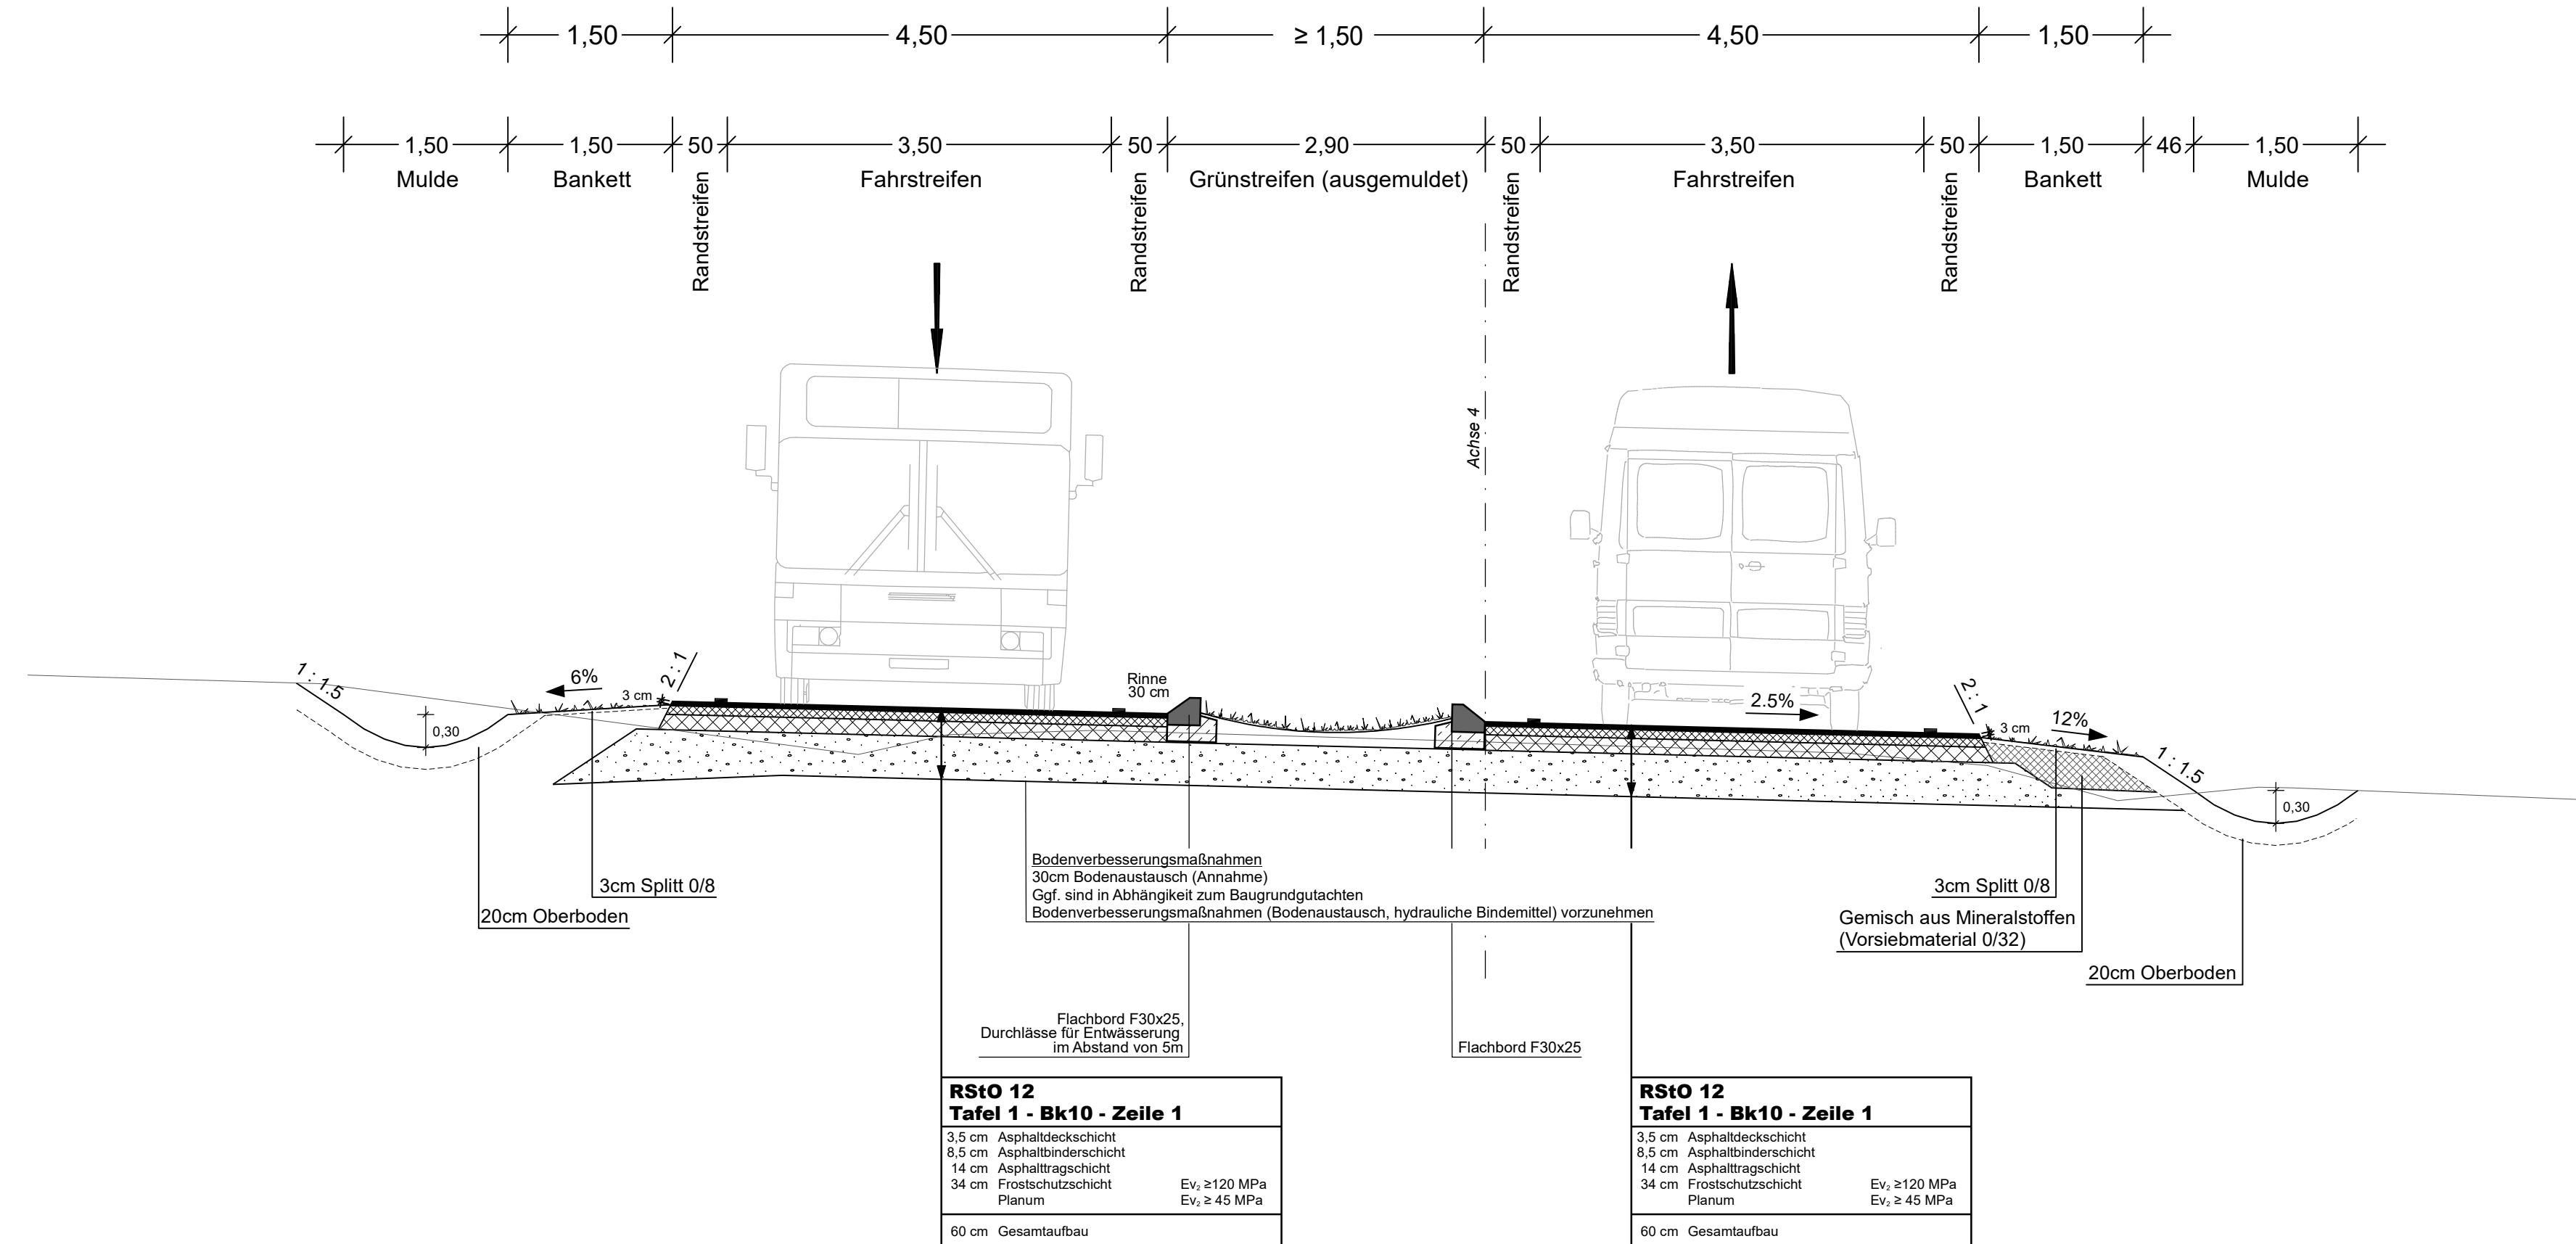 1,50 4,50 ≥ 1,50 4,50 1,50
1,50 1,50 50 3,50 50 2,90 50 3,50 50 1,50 46 1,50
Mulde Bankett Fahrstreifen Grünstreifen (ausgemuldet) Fahrstreifen Bankett Mulde
Randstreifen
Randstreifen
Randstreifen
Randstreifen
Achse 4
1 : 1.5
6%
3 cm
2 : 1
0,30
Rinne
30 cm
2.5%
2 : 1
3 cm
12%
1 : 1.5
0,30
3cm Splitt 0/8
20cm Oberboden
Bodenverbesserungsmaßnahmen
30cm Bodenaustausch (Annahme)
Ggf. sind in Abhängikeit zum Baugrundgutachten
Bodenverbesserungsmaßnahmen (Bodenaustausch, hydrauliche Bindemittel) vorzunehmen
3cm Splitt 0/8
Gemisch aus Mineralstoffen
(Vorsiebmaterial 0/32)
20cm Oberboden
Flachbord F30x25,
Durchlässe für Entwässerung
im Abstand von 5m
Flachbord F30x25
RStO 12
Tafel 1 - Bk10 - Zeile 1
3,5 cm Asphaltdeckschicht
8,5 cm Asphaltbinderschicht
14 cm Asphalttragschicht
34 cm Frostschutzschicht Ev₂ ≥120 MPa
Planum Ev₂ ≥ 45 MPa
60 cm Gesamtaufbau
RStO 12
Tafel 1 - Bk10 - Zeile 1
3,5 cm Asphaltdeckschicht
8,5 cm Asphaltbinderschicht
14 cm Asphalttragschicht
34 cm Frostschutzschicht Ev₂ ≥120 MPa
Planum Ev₂ ≥ 45 MPa
60 cm Gesamtaufbau